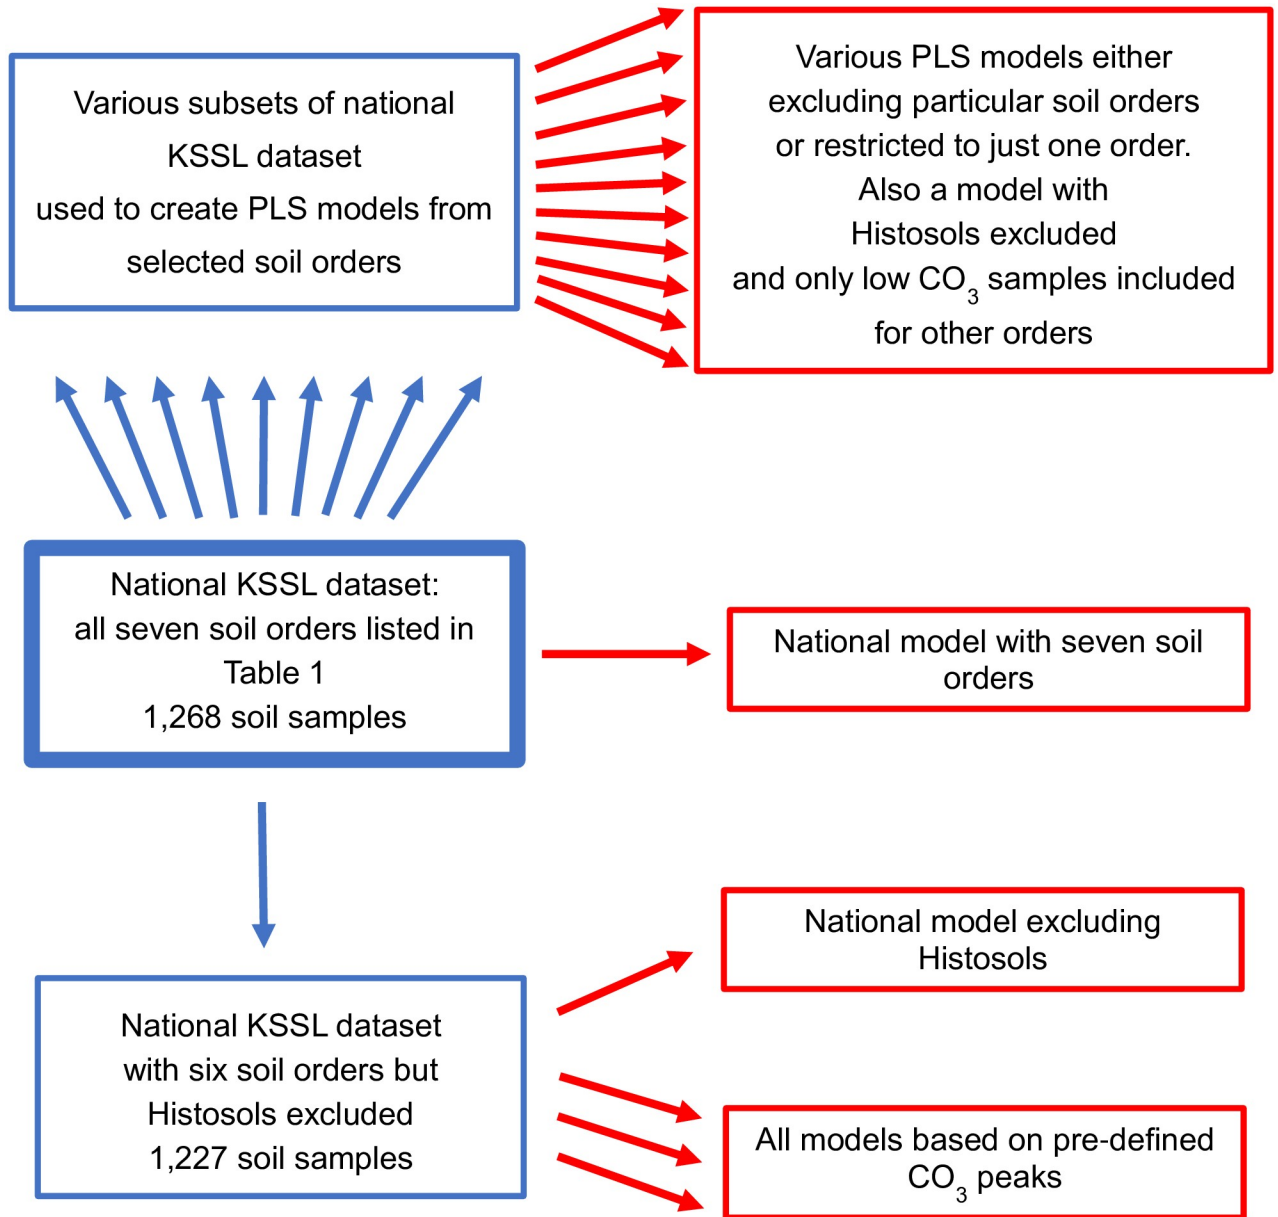 Various subsets of national
KSSL dataset
used to create PLS models from
selected soil orders
Various PLS models either
excluding particular soil orders
or restricted to just one order.
Also a model with
Histosols excluded
and only low CO₃ samples included
for other orders
National KSSL dataset:
all seven soil orders listed in
Table 1
1,268 soil samples
National model with seven soil
orders
National KSSL dataset
with six soil orders but
Histosols excluded
1,227 soil samples
National model excluding
Histosols
All models based on pre-defined
CO₃ peaks